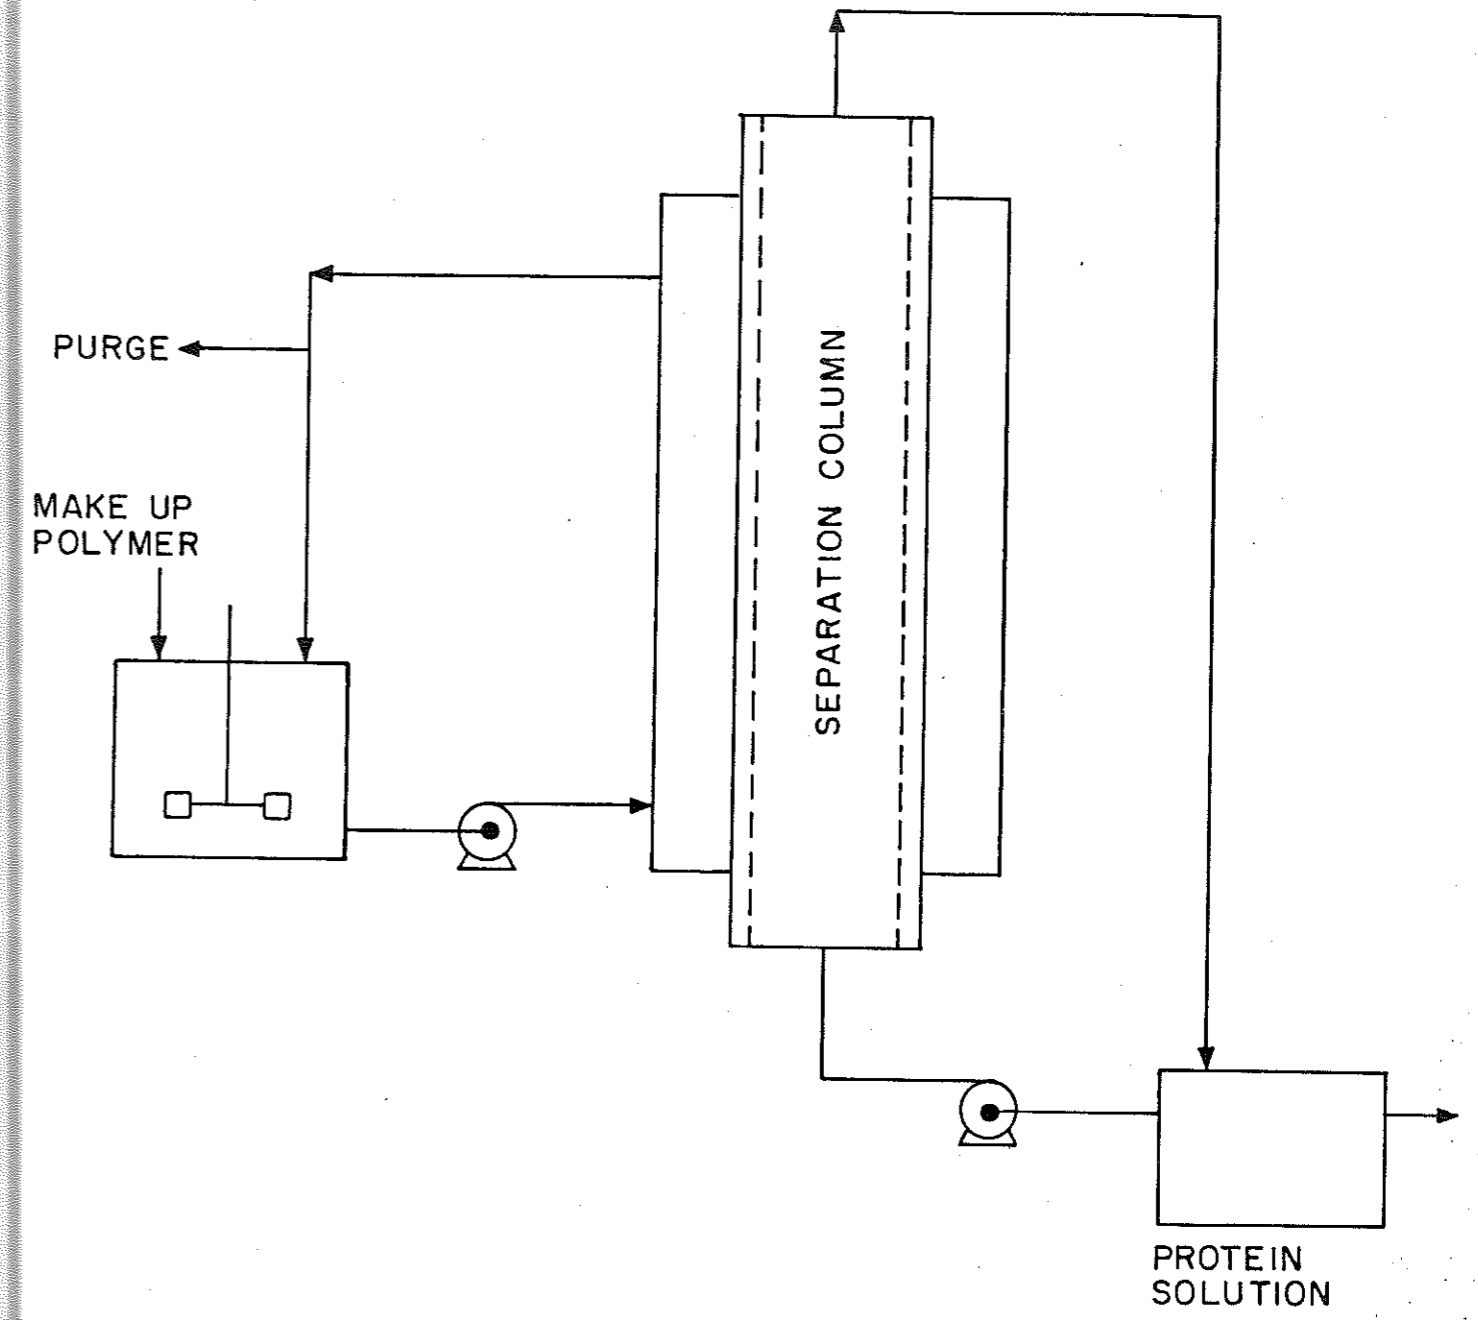 PURGE
MAKE UP
POLYMER
SEPARATION COLUMN
PROTEIN
SOLUTION